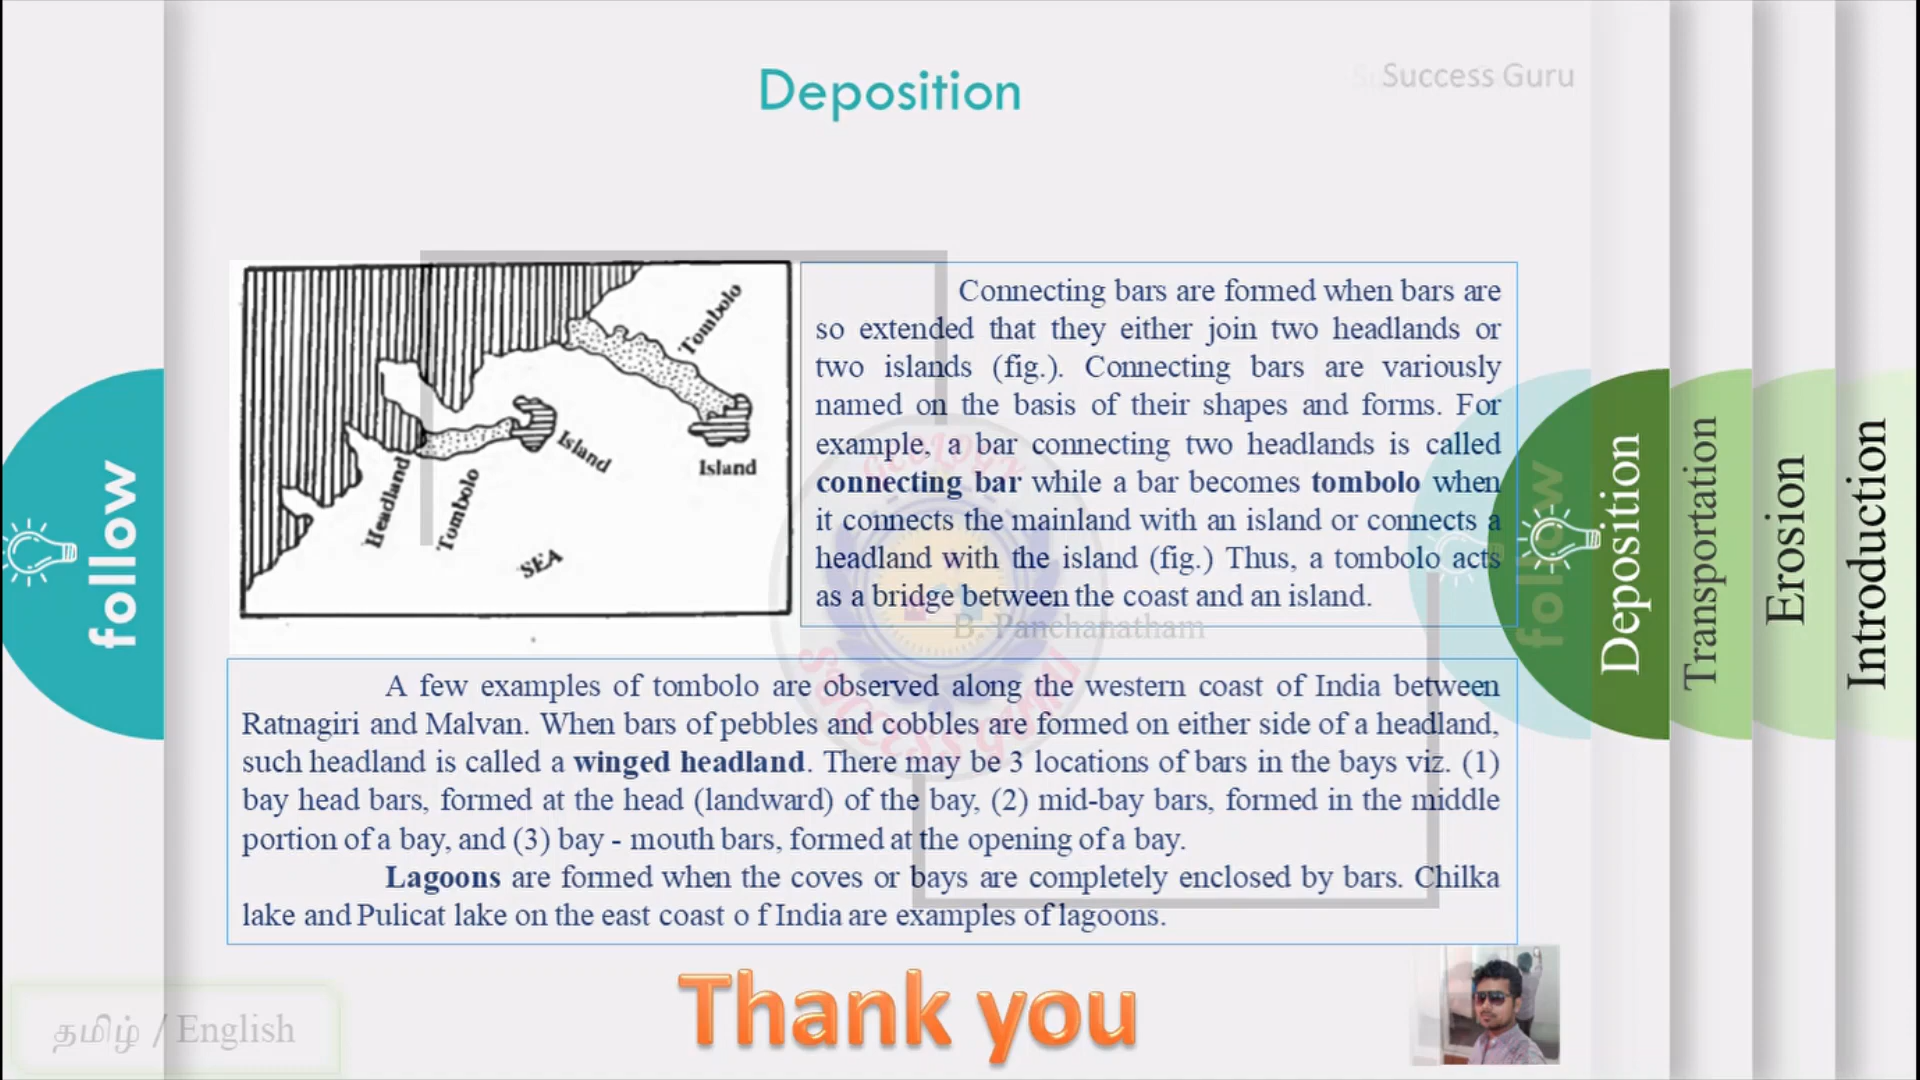 Deposition
Success Guru
Tombolo
Island
Island
Headland
Tombolo
SEA
Connecting bars are formed when bars are
so extended that they either join two headlands or
two islands (fig.). Connecting bars are variously
named on the basis of their shapes and forms. For
example, a bar connecting two headlands is called
connecting bar while a bar becomes tombolo when
it connects the mainland with an island or connects a
headland with the island (fig.) Thus, a tombolo acts
as a bridge between the coast and an island.
B. Panchanatham
A few examples of tombolo are observed along the western coast of India between
Ratnagiri and Malvan. When bars of pebbles and cobbles are formed on either side of a headland,
such headland is called a winged headland. There may be 3 locations of bars in the bays viz. (1)
bay head bars, formed at the head (landward) of the bay, (2) mid-bay bars, formed in the middle
portion of a bay, and (3) bay - mouth bars, formed at the opening of a bay.
Lagoons are formed when the coves or bays are completely enclosed by bars. Chilka
lake and Pulicat lake on the east coast o f India are examples of lagoons.
Thank you
தமிழ் / English
follow
follow
Deposition
Transportation
Erosion
Introduction
SUCCESS GURU